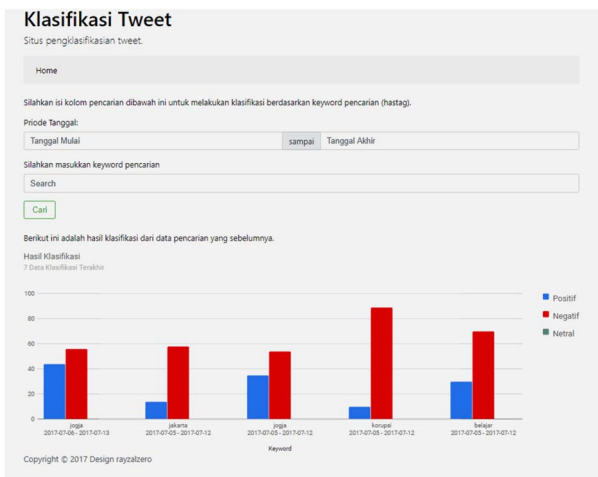 Klasifikasi Tweet
Situs pengklasifikasian tweet.
Home
Silahkan isi kolom pencarian dibawah ini untuk melakukan klasifikasi berdasarkan keyword pencarian (hastag).
Priode Tanggal:
Tanggal Mulai sampai Tanggal Akhir
Silahkan masukkan keyword pencarian
Search
Cari
Berikut ini adalah hasil klasifikasi dari data pencarian yang sebelumnya.
Hasil Klasifikasi
7 Data Klasifikasi Terakhir
100
80
60
40
20
0
Positif
Negatif
Netral
jogja
2017-07-06 - 2017-07-13
jakarta
2017-07-05 - 2017-07-12
jogja
2017-07-05 - 2017-07-12
korupsi
2017-07-05 - 2017-07-12
belajar
2017-07-05 - 2017-07-12
Keyword
Copyright © 2017 Design rayzalzero